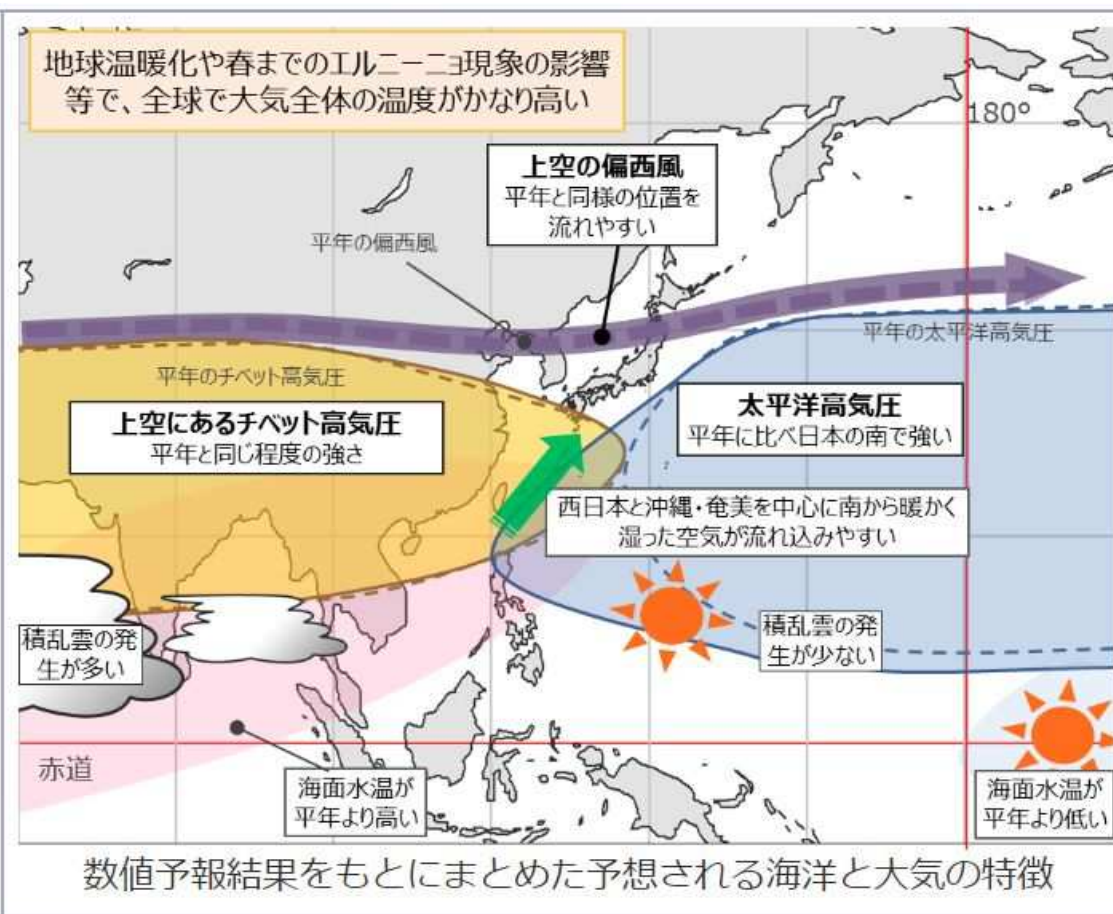 地球温暖化や春までのエルニーニョ現象の影響
等で、全球で大気全体の温度がかなり高い
180°
上空の偏西風
平年と同様の位置を
流れやすい
平年の偏西風
平年の太平洋高気圧
平年のチベット高気圧
上空にあるチベット高気圧
平年と同じ程度の強さ
太平洋高気圧
平年に比べ日本の南で強い
西日本と沖縄・奄美を中心に南から暖かく
湿った空気が流れ込みやすい
積乱雲の発
生が多い
積乱雲の発
生が少ない
赤道
海面水温が
平年より高い
海面水温が
平年より低い
数値予報結果をもとにまとめた予想される海洋と大気の特徴